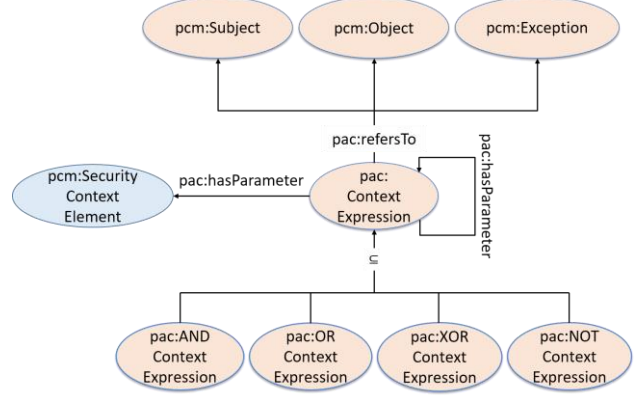 pcm:Subject
pcm:Object
pcm:Exception
pac:refersTo
pac:hasParameter
pcm:Security
Context
Element
pac:hasParameter
pac:
Context
Expression
⊆
pac:AND
Context
Expression
pac:OR
Context
Expression
pac:XOR
Context
Expression
pac:NOT
Context
Expression